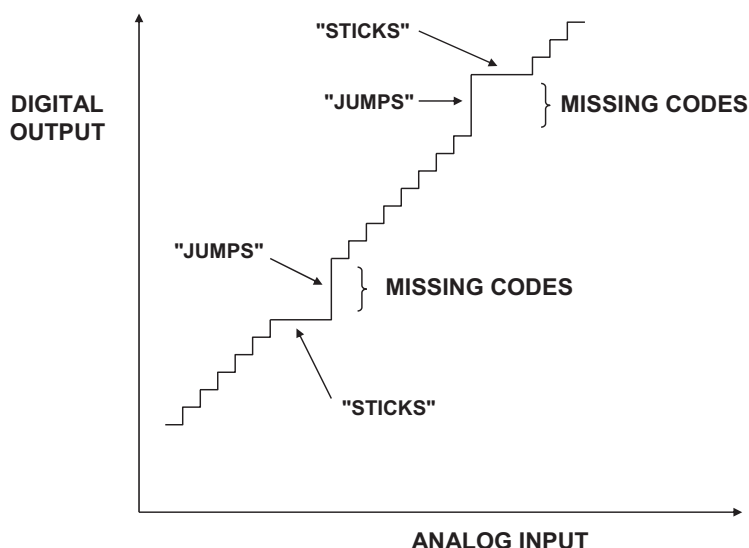 "STICKS"
DIGITAL
OUTPUT
"JUMPS"
MISSING CODES
"JUMPS"
MISSING CODES
"STICKS"
ANALOG INPUT